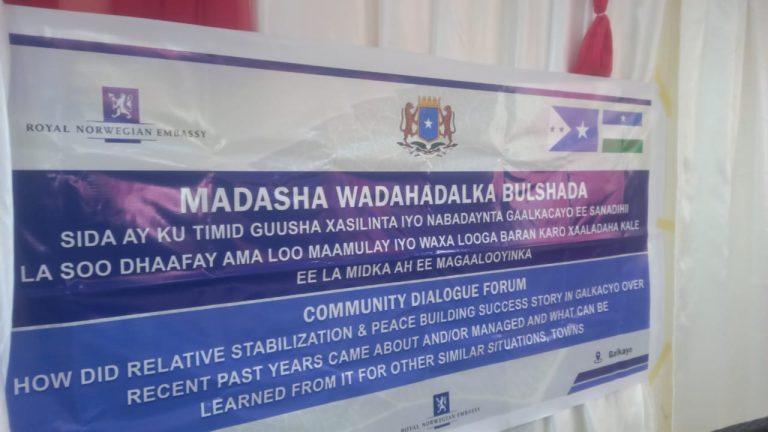 ROYAL NORWEGIAN EMBASSY
MADASHA WADAHADALKA BULSHADA
SIDA AY KU TIMID GUUSHA XASILINTA IYO NABADAYNTA GAALKACAYO EE SANADIHII
LA SOO DHAAFAY AMA LOO MAAMULAY IYO WAXA LOOGA BARAN KARO XAALADAHA KALE
EE LA MIDKA AH EE MAGAALOOYINKA
COMMUNITY DIALOGUE FORUM
HOW DID RELATIVE STABILIZATION & PEACE BUILDING SUCCESS STORY IN GALKACYO OVER
RECENT PAST YEARS CAME ABOUT AND/OR MANAGED AND WHAT CAN BE
LEARNED FROM IT FOR OTHER SIMILAR SITUATIONS, TOWNS
Galkayo
ROYAL NORWEGIAN EMBASSY